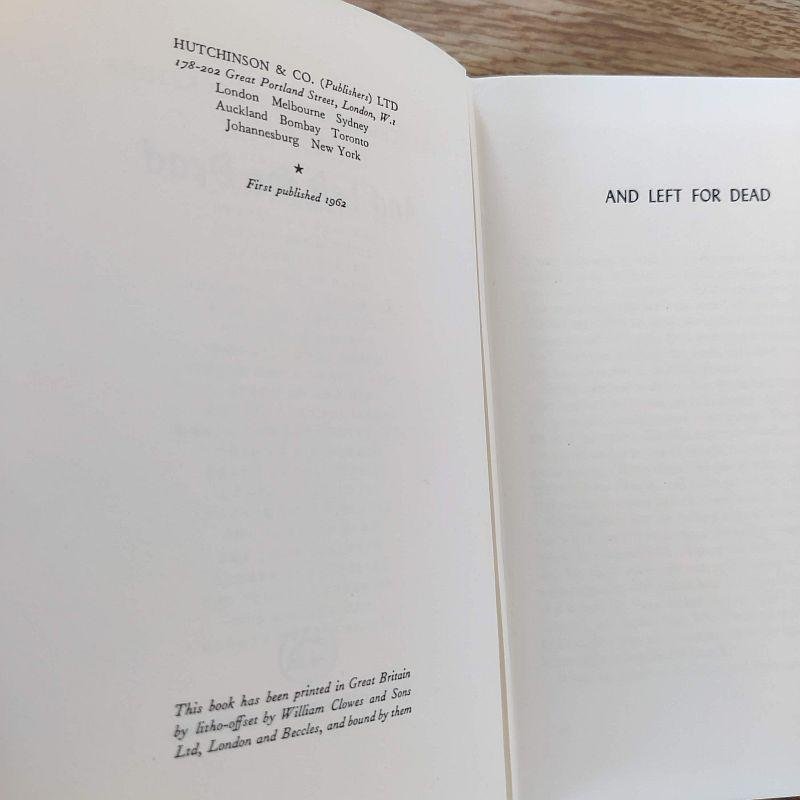 HUTCHINSON & CO. (Publishers) LTD
178-202 Great Portland Street, London, W.1
London Melbourne Sydney
Auckland Bombay Toronto
Johannesburg New York
★
First published 1962
This book has been printed in Great Britain
by litho-offset by William Clowes and Sons
Ltd, London and Beccles, and bound by them
AND LEFT FOR DEAD